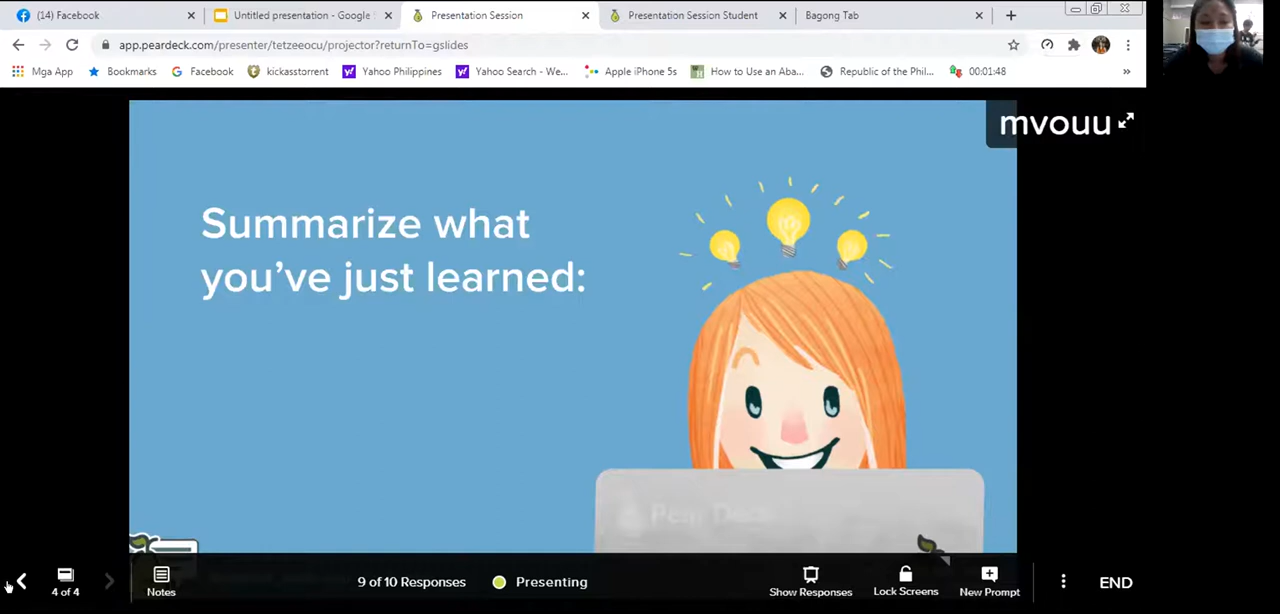 (14) Facebook
Untitled presentation - Google
Presentation Session
Presentation Session Student
Bagong Tab
app.peardeck.com/presenter/tetzeeocu/projector?returnTo=gslides
Mga App
Bookmarks
Facebook
kickasstorrent
Yahoo Philippines
Yahoo Search - We...
Apple iPhone 5s
How to Use an Aba...
Republic of the Phil...
00:01:48
»
mvouu
Summarize what
you've just learned:
Pear Deck
4 of 4
Notes
9 of 10 Responses
Presenting
Show Responses
Lock Screens
New Prompt
END